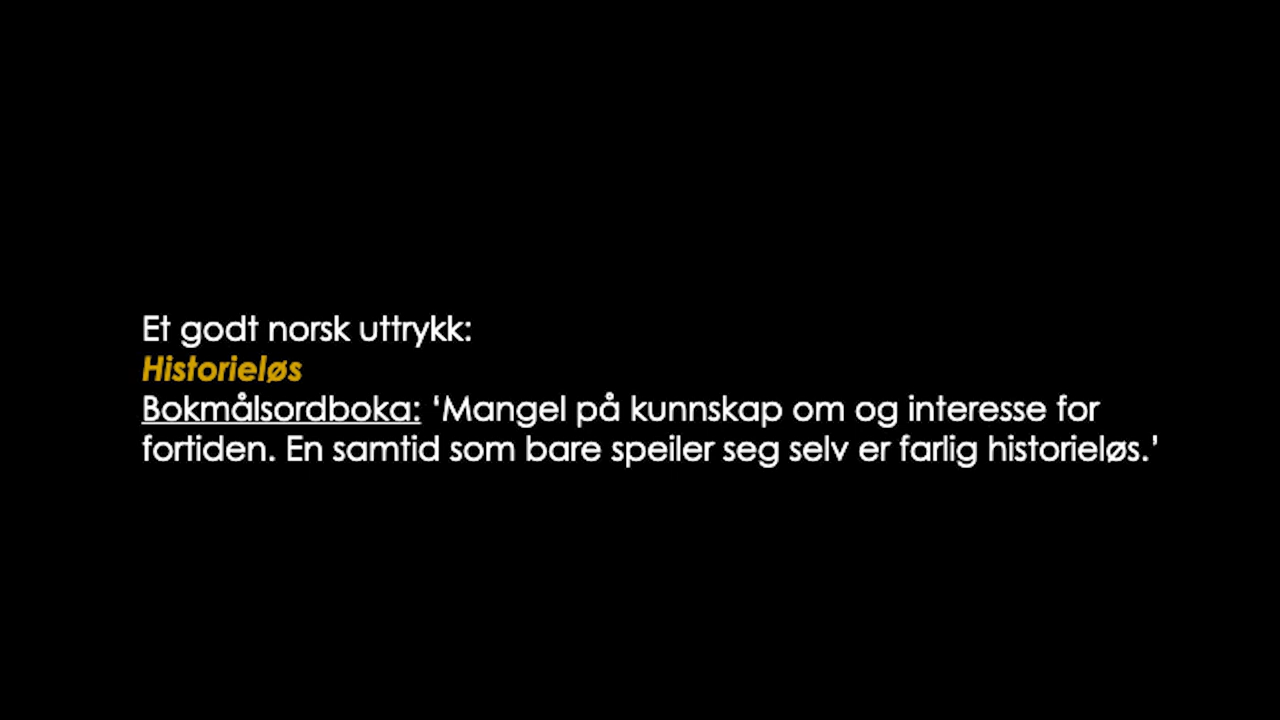 Et godt norsk uttrykk:
Historieløs
Bokmålsordboka: ‘Mangel på kunnskap om og interesse for
fortiden. En samtid som bare speiler seg selv er farlig historieløs.’